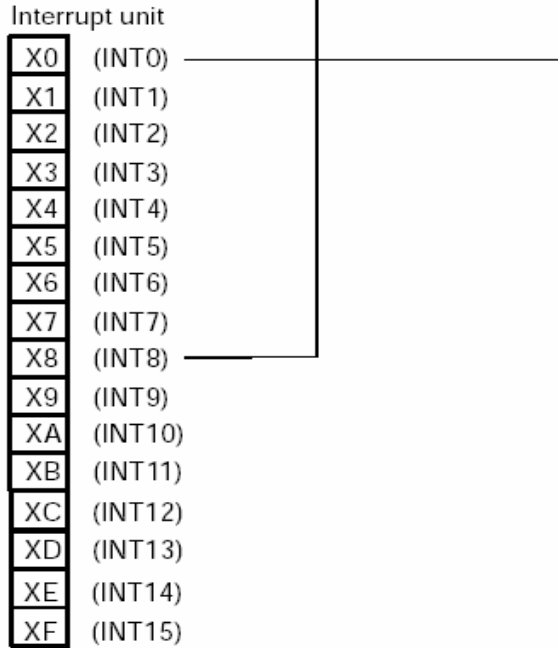 Interrupt unit
X0 (INT0)
X1 (INT1)
X2 (INT2)
X3 (INT3)
X4 (INT4)
X5 (INT5)
X6 (INT6)
X7 (INT7)
X8 (INT8)
X9 (INT9)
XA (INT10)
XB (INT11)
XC (INT12)
XD (INT13)
XE (INT14)
XF (INT15)